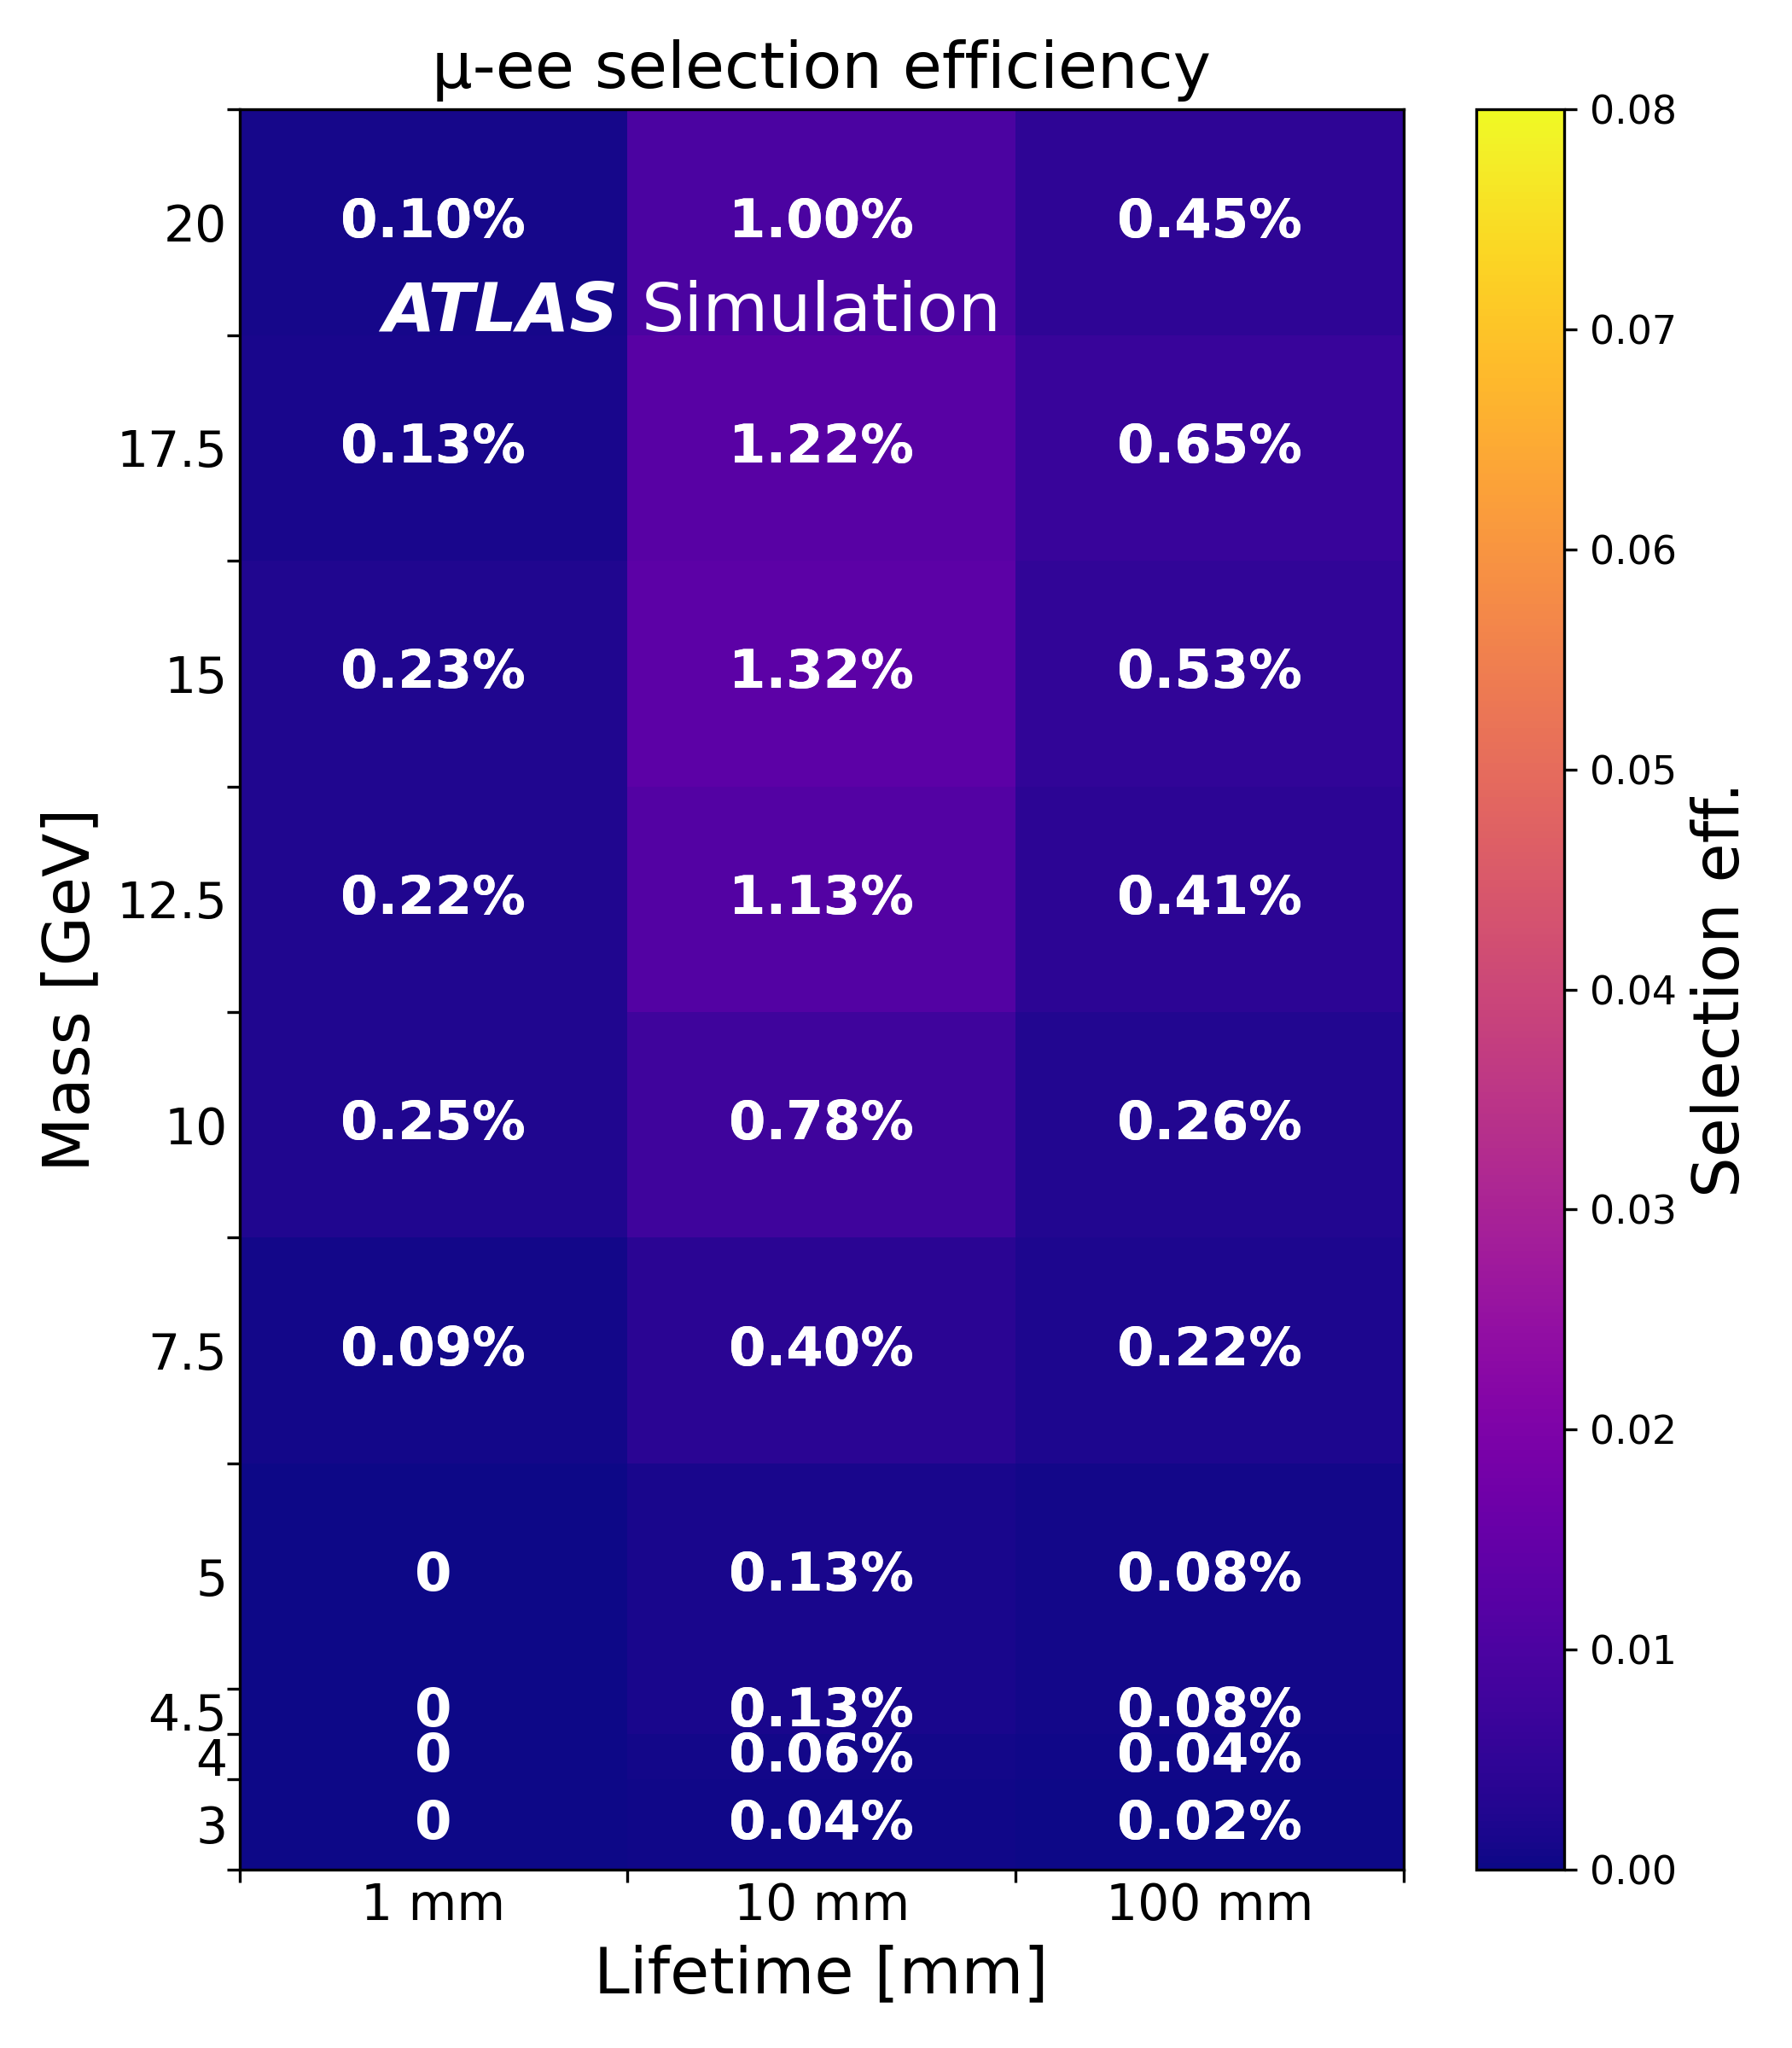 μ-ee selection efficiency
20 0.10% 1.00% 0.45%
ATLAS Simulation
17.5 0.13% 1.22% 0.65%
15 0.23% 1.32% 0.53%
12.5 0.22% 1.13% 0.41%
10 0.25% 0.78% 0.26%
7.5 0.09% 0.40% 0.22%
5 0 0.13% 0.08%
4.5 0 0.13% 0.08%
4 0 0.06% 0.04%
3 0 0.04% 0.02%
1 mm 10 mm 100 mm
Lifetime [mm]
Mass [GeV]
0.08
0.07
0.06
0.05
0.04
0.03
0.02
0.01
0.00
Selection eff.